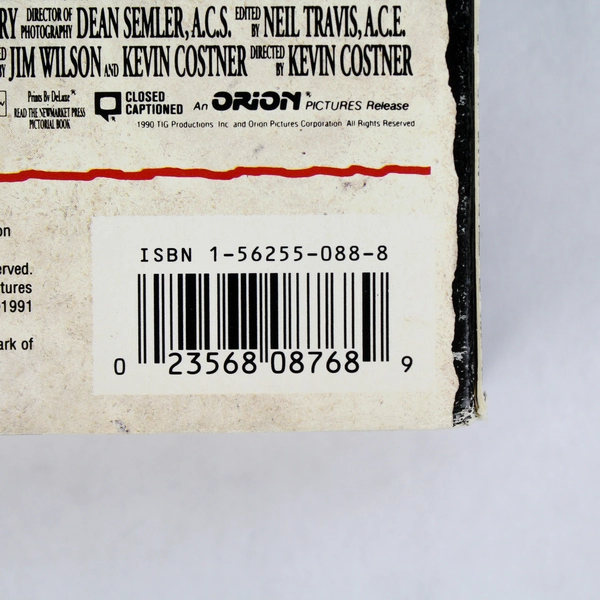 RY DIRECTOR OF PHOTOGRAPHY DEAN SEMLER, A.C.S. EDITED BY NEIL TRAVIS, A.C.E.
ED BY JIM WILSON AND KEVIN COSTNER DIRECTED BY KEVIN COSTNER
Prints By DeLuxe
READ THE NEWMARKET PRESS
PICTORIAL BOOK
CLOSED
CAPTIONED
An ORION PICTURES Release
1990 TIG Productions, Inc. and Orion Pictures Corporation. All Rights Reserved
on
erved.
tures
1991
ark of
ISBN 1-56255-088-8
0 23568 08768 9